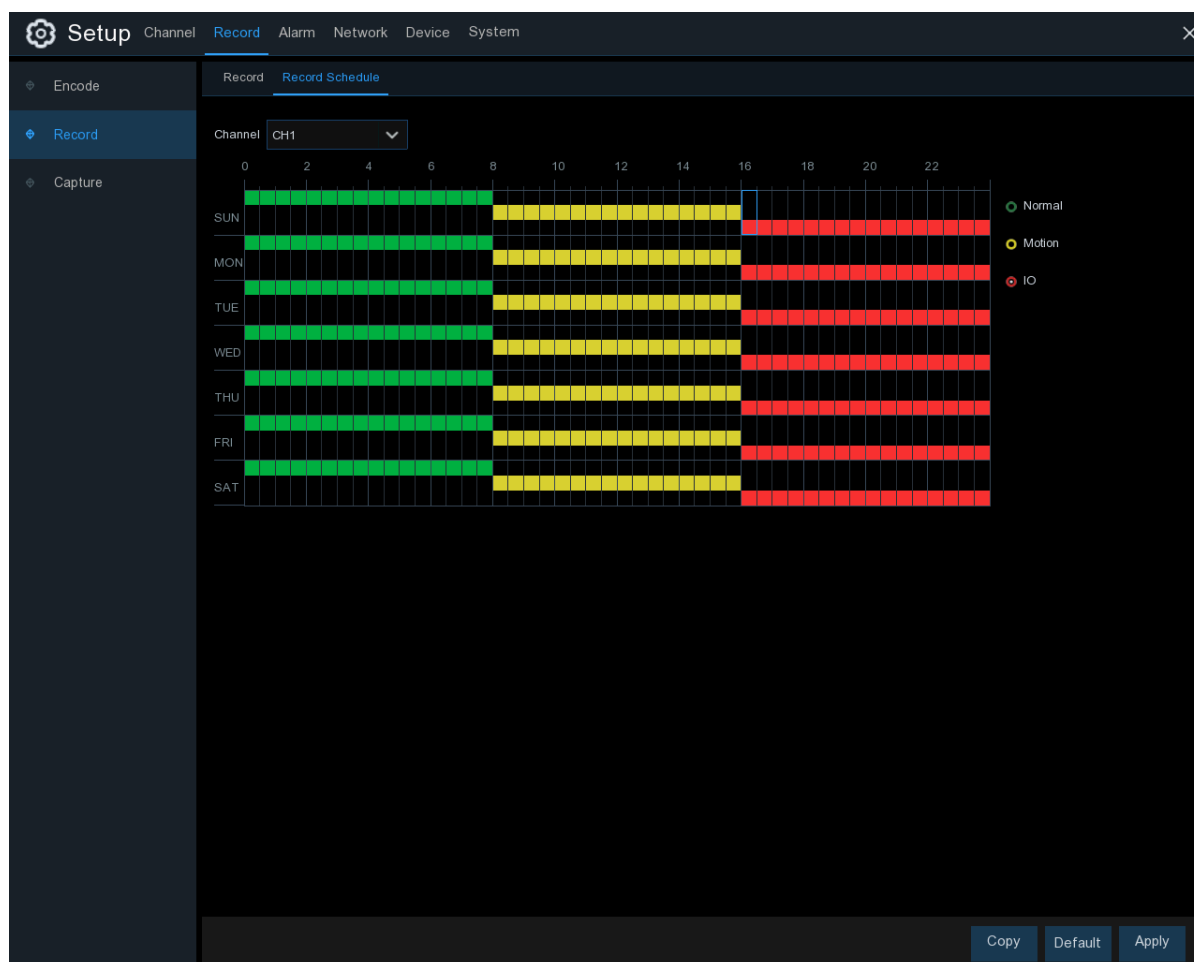 Setup Channel Record Alarm Network Device System
Encode
Record
Capture
Record Record Schedule
Channel CH1
0 2 4 6 8 10 12 14 16 18 20 22
SUN
MON
TUE
WED
THU
FRI
SAT
Normal
Motion
IO
Copy Default Apply